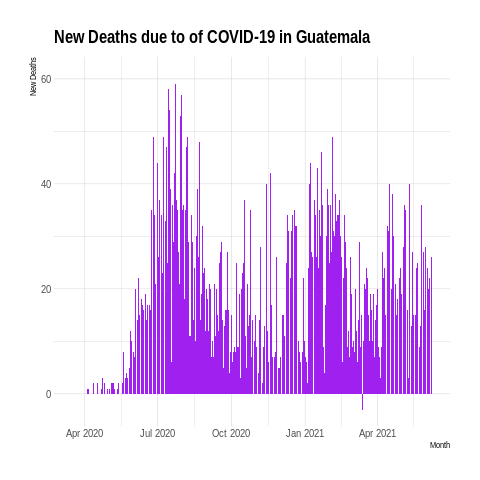 New Deaths due to of COVID-19 in Guatemala
New Deaths
60
40
20
0
Apr 2020 Jul 2020 Oct 2020 Jan 2021 Apr 2021
Month